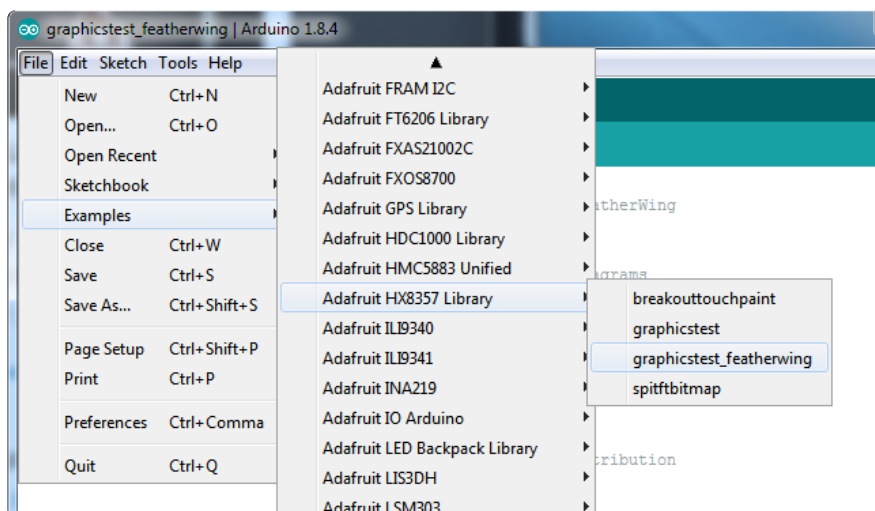 graphicstest_featherwing | Arduino 1.8.4
File Edit Sketch Tools Help
New Ctrl+N
Open... Ctrl+O
Open Recent
Sketchbook
Examples
Close Ctrl+W
Save Ctrl+S
Save As... Ctrl+Shift+S
Page Setup Ctrl+Shift+P
Print Ctrl+P
Preferences Ctrl+Comma
Quit Ctrl+Q
Adafruit FRAM I2C
Adafruit FT6206 Library
Adafruit FXAS21002C
Adafruit FXOS8700
Adafruit GPS Library
Adafruit HDC1000 Library
Adafruit HMC5883 Unified
Adafruit HX8357 Library
Adafruit ILI9340
Adafruit ILI9341
Adafruit INA219
Adafruit IO Arduino
Adafruit LED Backpack Library
Adafruit LIS3DH
Adafruit LSM303
breakouttouchpaint
graphicstest
graphicstest_featherwing
spitftbitmap
atherWing
agrams
tribution